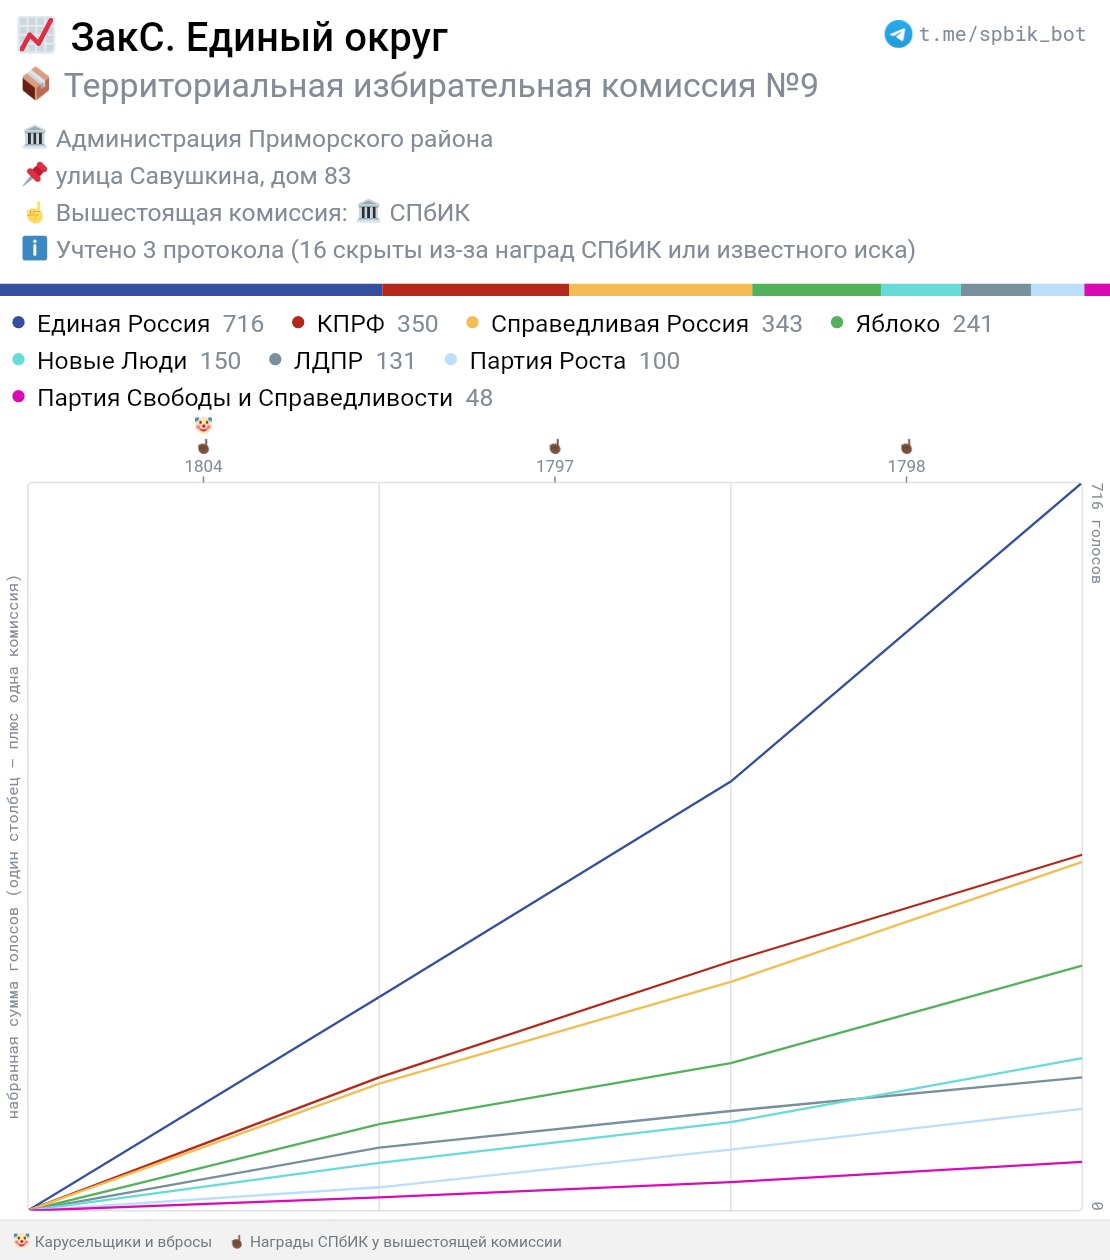 ЗакС. Единый округ
t.me/spbik_bot
Территориальная избирательная комиссия №9
Администрация Приморского района
улица Савушкина, дом 83
Вышестоящая комиссия: СПбИК
Учтено 3 протокола (16 скрыты из-за наград СПбИК или известного иска)
Единая Россия 716 КПРФ 350 Справедливая Россия 343 Яблоко 241
Новые Люди 150 ЛДПР 131 Партия Роста 100
Партия Свободы и Справедливости 48
1804 1797 1798
716 голосов
набранная сумма голосов (один столбец – плюс одна комиссия)
0
Карусельщики и вбросы Награды СПбИК у вышестоящей комиссии